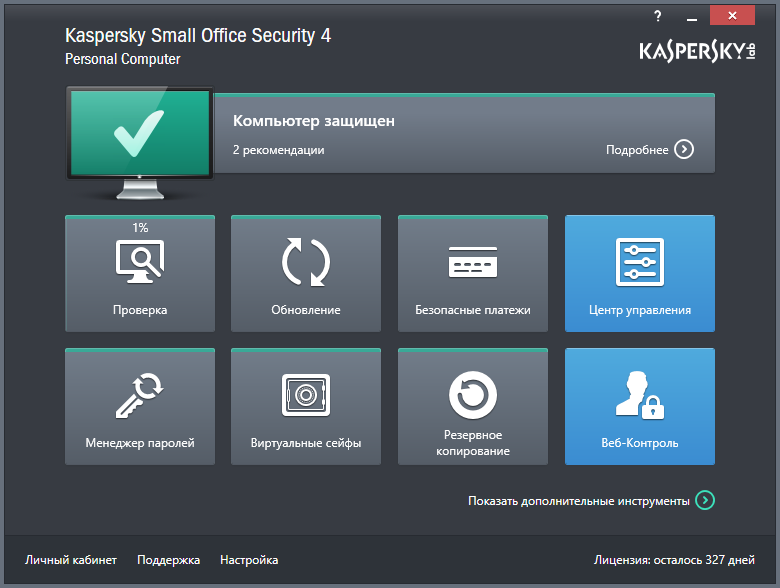 ?
Kaspersky Small Office Security 4
Personal Computer
KASPERSKY lab
Компьютер защищен
2 рекомендации
Подробнее
1%
Проверка
Обновление
Безопасные платежи
Центр управления
Менеджер паролей
Виртуальные сейфы
Резервное
копирование
Веб-Контроль
Показать дополнительные инструменты
Личный кабинет
Поддержка
Настройка
Лицензия: осталось 327 дней